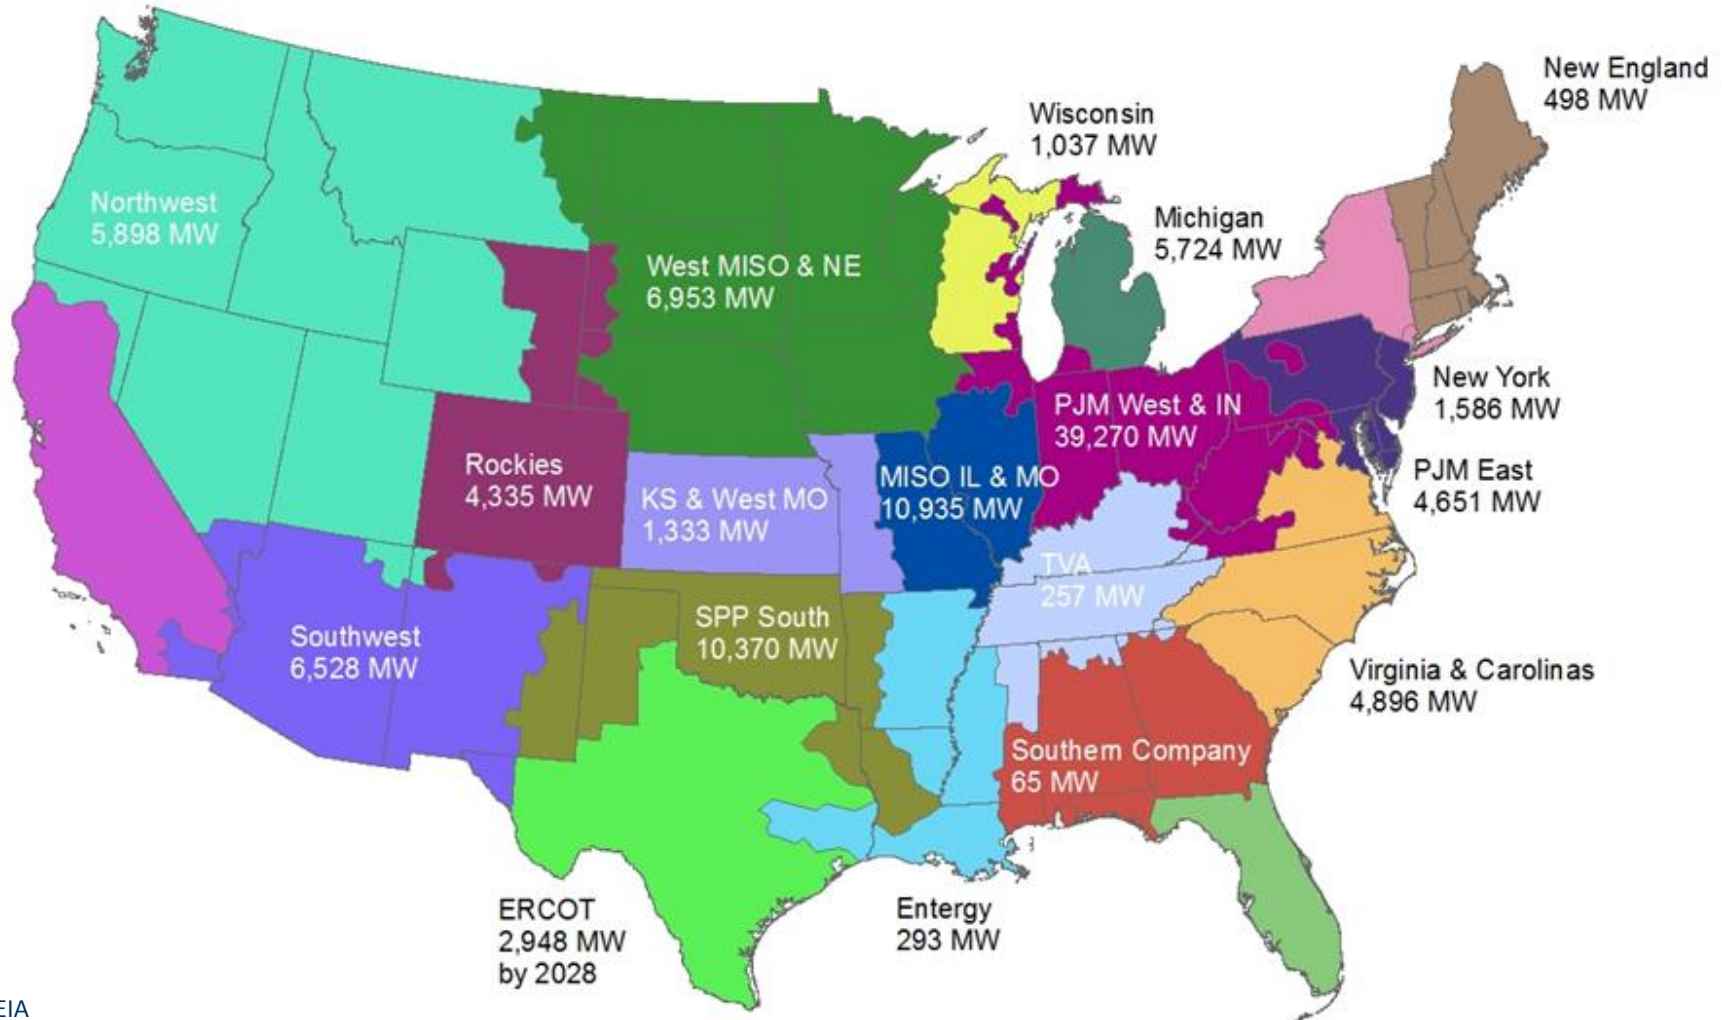 New England
498 MW
Wisconsin
1,037 MW
Northwest
5,898 MW
Michigan
5,724 MW
West MISO & NE
6,953 MW
New York
1,586 MW
PJM West & IN
39,270 MW
Rockies
4,335 MW
KS & West MO
1,333 MW
MISO IL & MO
10,935 MW
PJM East
4,651 MW
TVA
257 MW
SPP South
10,370 MW
Southwest
6,528 MW
Virginia & Carolinas
4,896 MW
Southern Company
65 MW
ERCOT
2,948 MW
by 2028
Entergy
293 MW
EIA